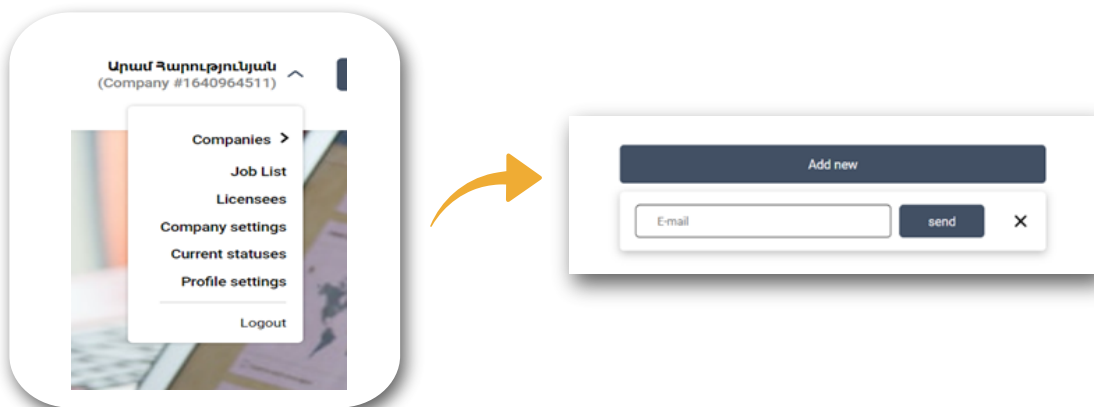 Արամ Հարությունյան
(Company #1640964511)
Companies
Job List
Licensees
Company settings
Current statuses
Profile settings
Logout
Add new
E-mail
send